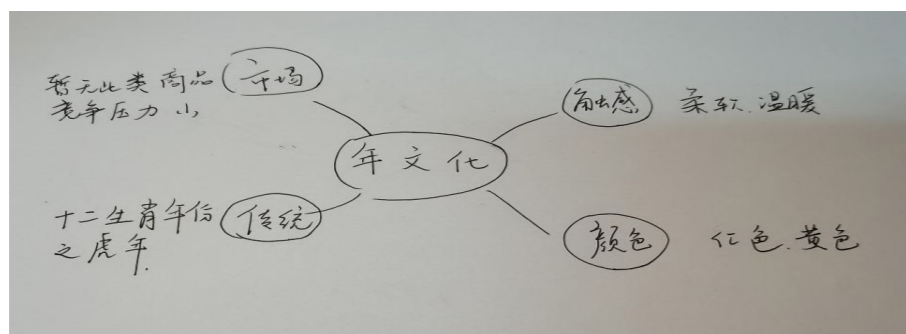 暂无此类商品
竞争压力小
市场
触感
柔软、温暖
年文化
十二生肖年份
之虎年.
传统
颜色
红色、黄色